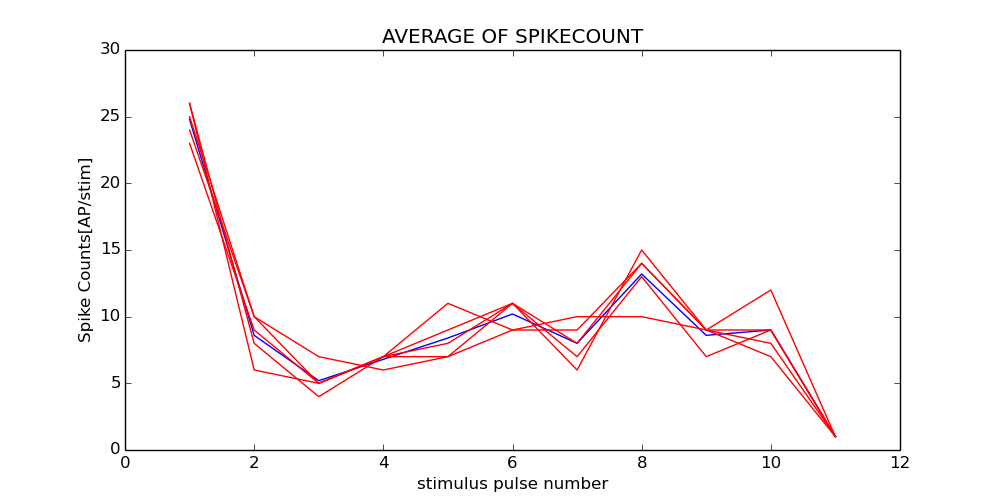 AVERAGE OF SPIKECOUNT
30
25
20
15
10
5
0
Spike Counts[AP/stim]
0 2 4 6 8 10 12
stimulus pulse number